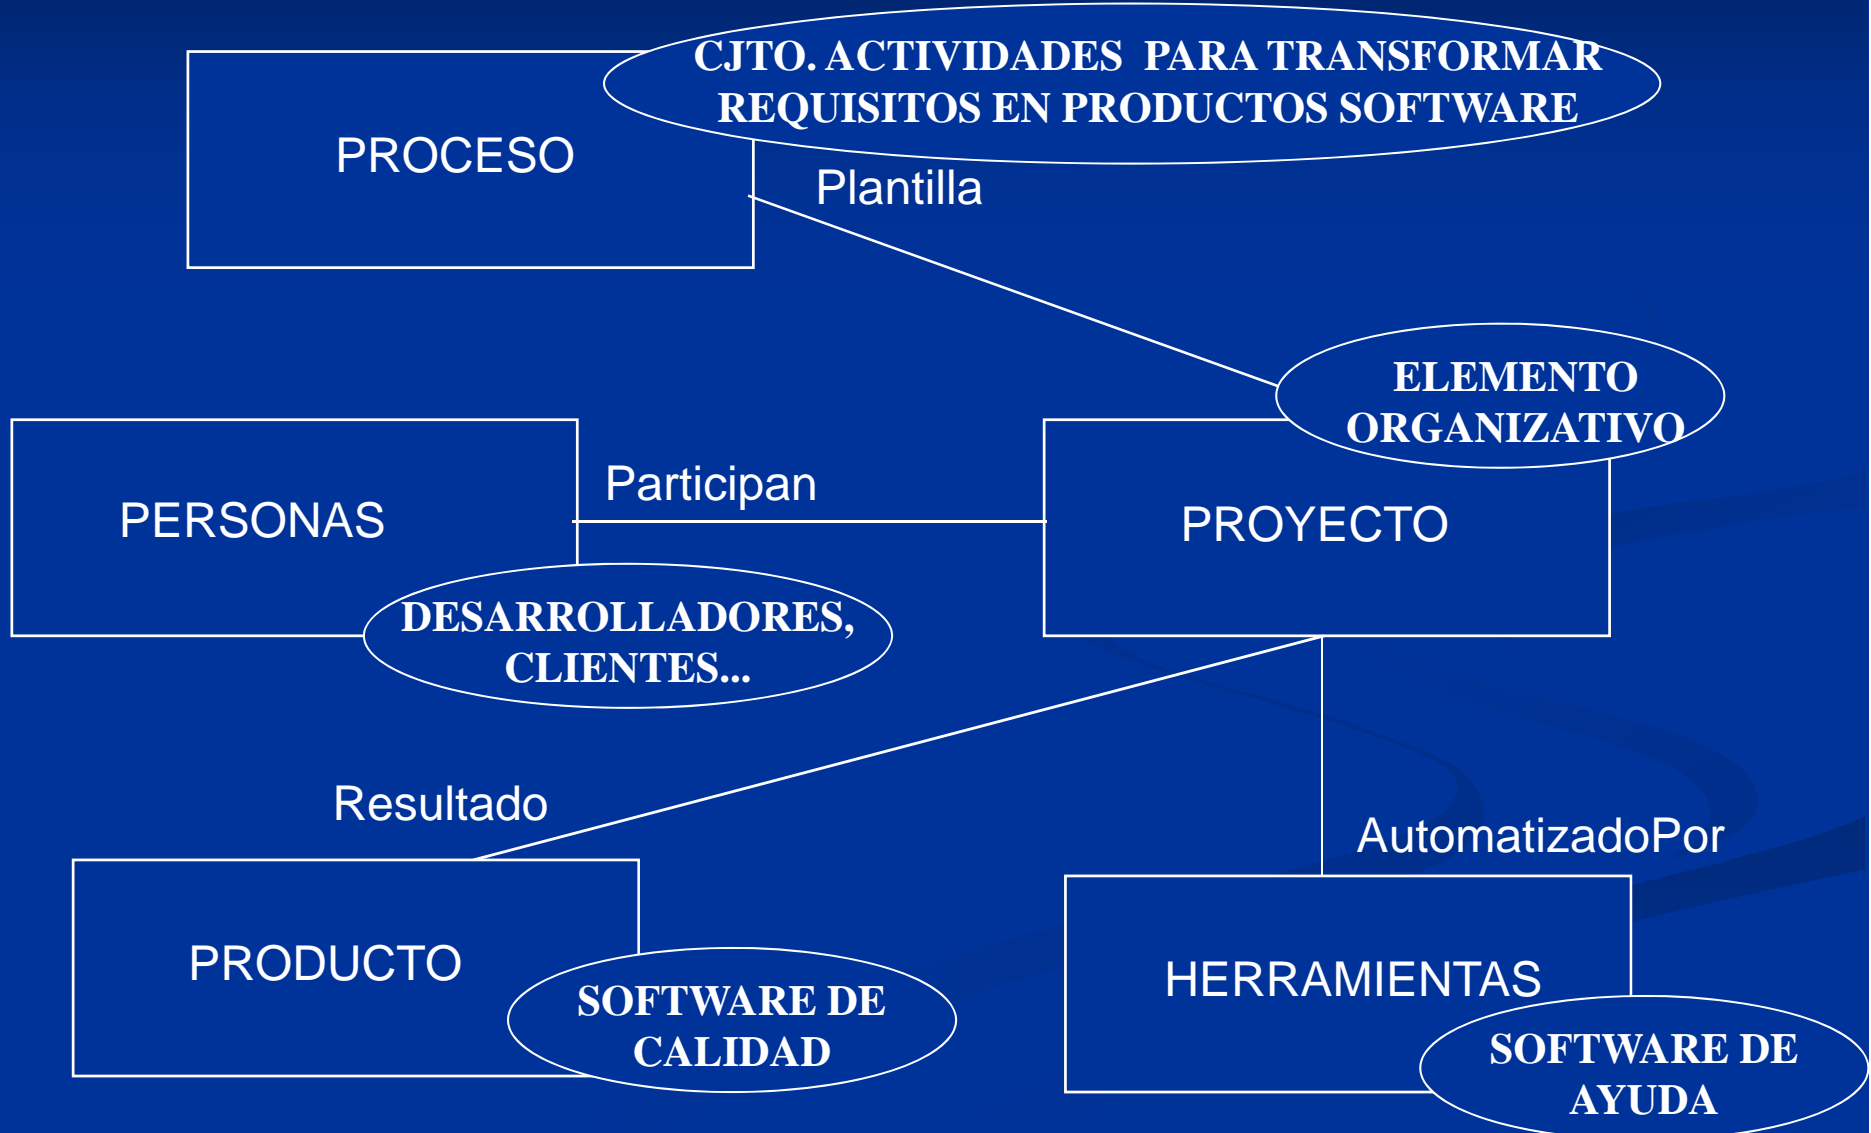 CJTO. ACTIVIDADES PARA TRANSFORMAR
REQUISITOS EN PRODUCTOS SOFTWARE
PROCESO
Plantilla
ELEMENTO
ORGANIZATIVO
Participan
PERSONAS
PROYECTO
DESARROLLADORES,
CLIENTES...
Resultado
AutomatizadoPor
PRODUCTO
HERRAMIENTAS
SOFTWARE DE
CALIDAD
SOFTWARE DE
AYUDA